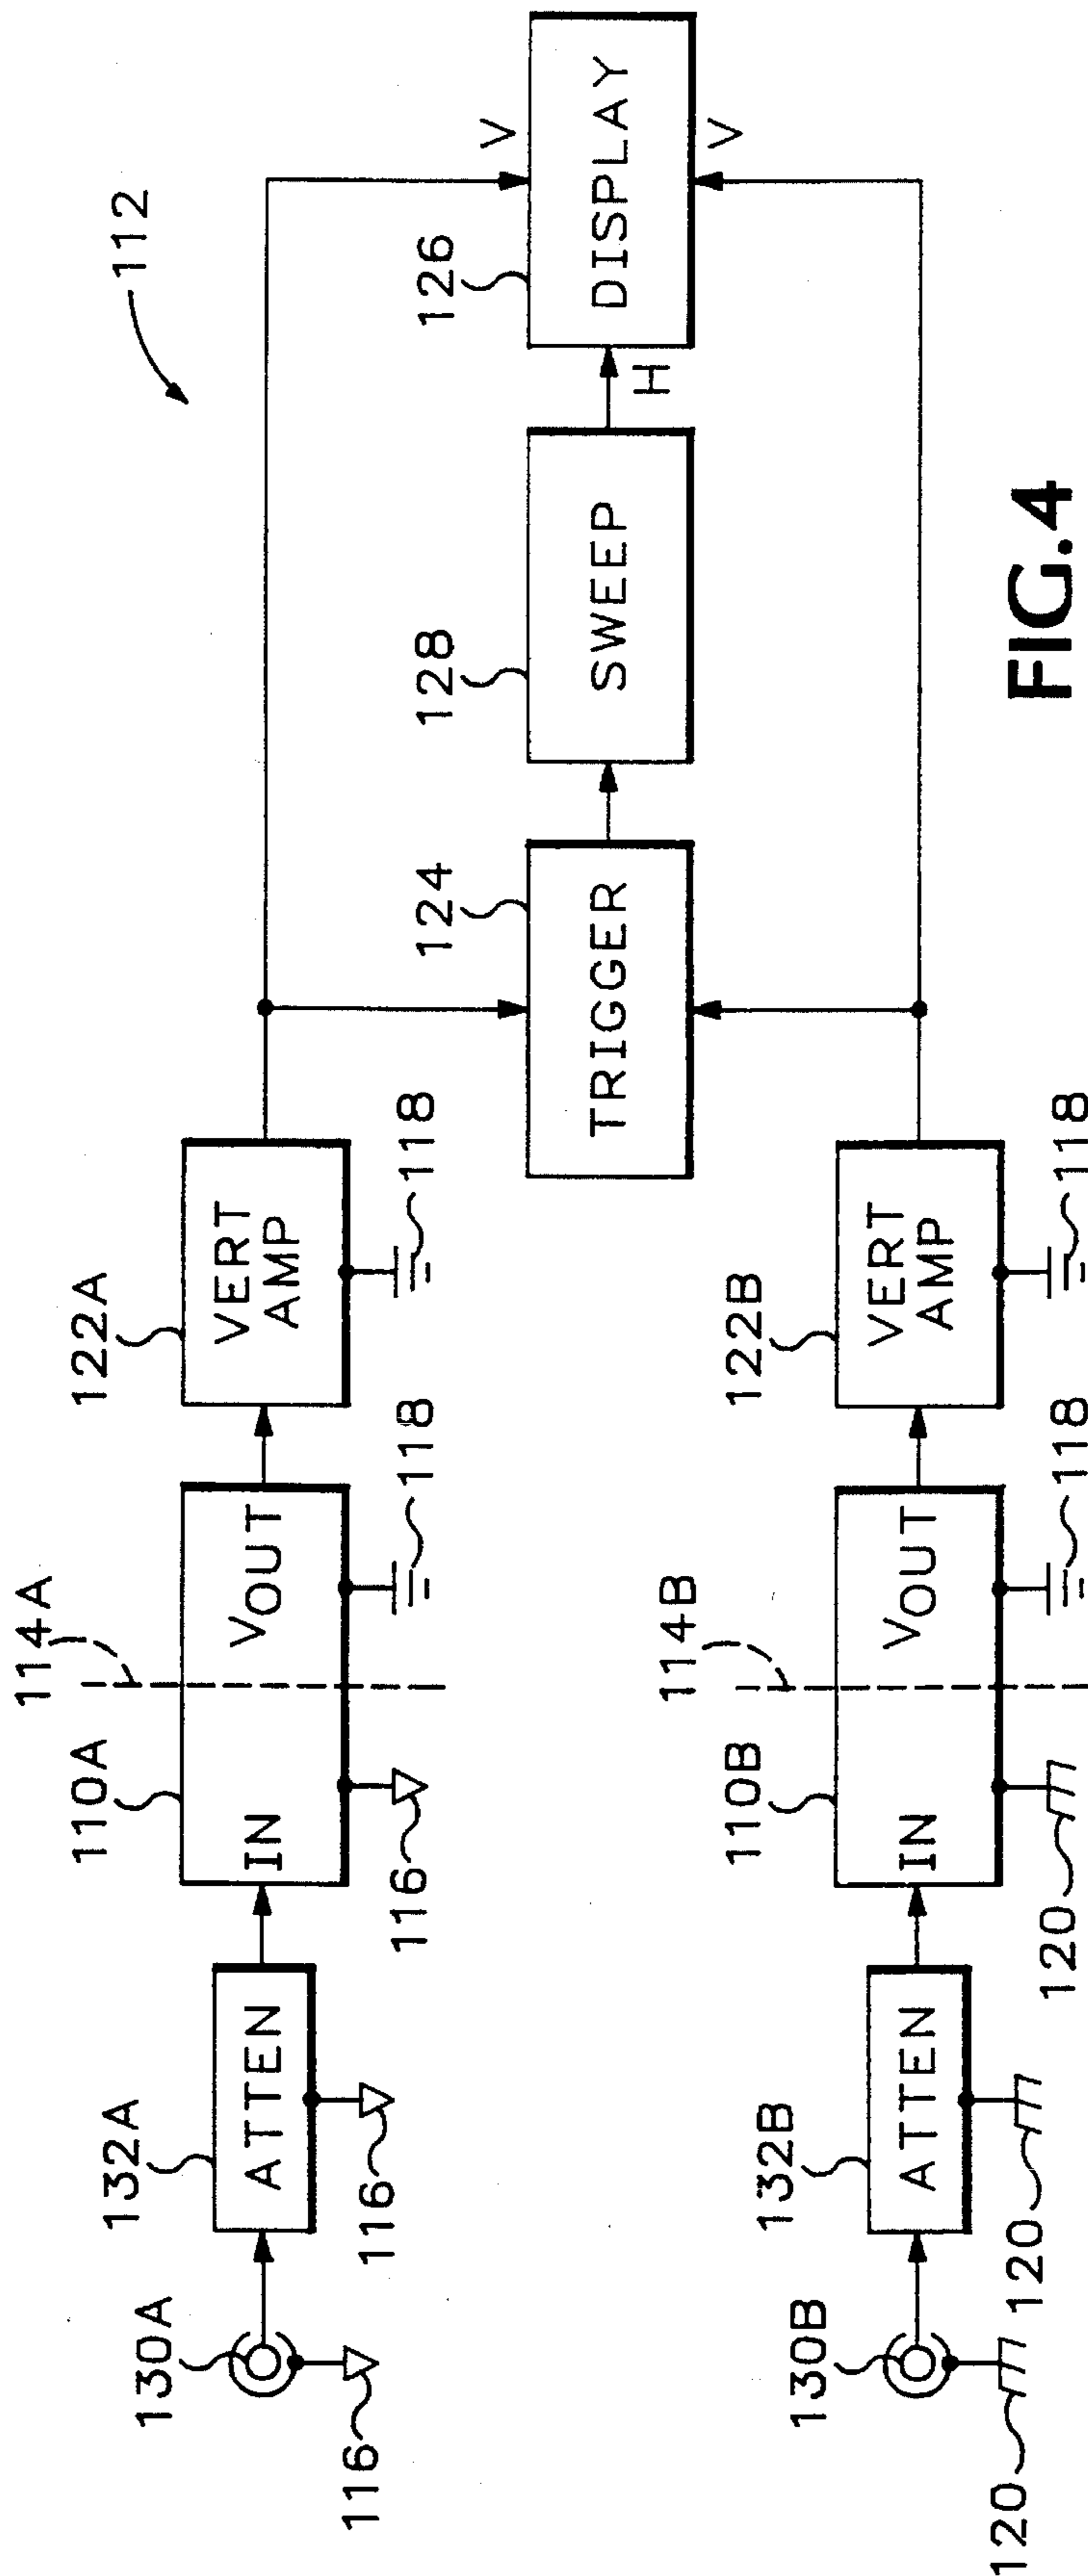 112
114A
110A
122A
132A
130A
ATTEN
IN
VOUT
VERT
AMP
116
116
116
118
118
124
128
126
V
TRIGGER
SWEEP
H
DISPLAY
V
114B
110B
122B
132B
130B
ATTEN
IN
VOUT
VERT
AMP
120
120
120
118
118
FIG.4